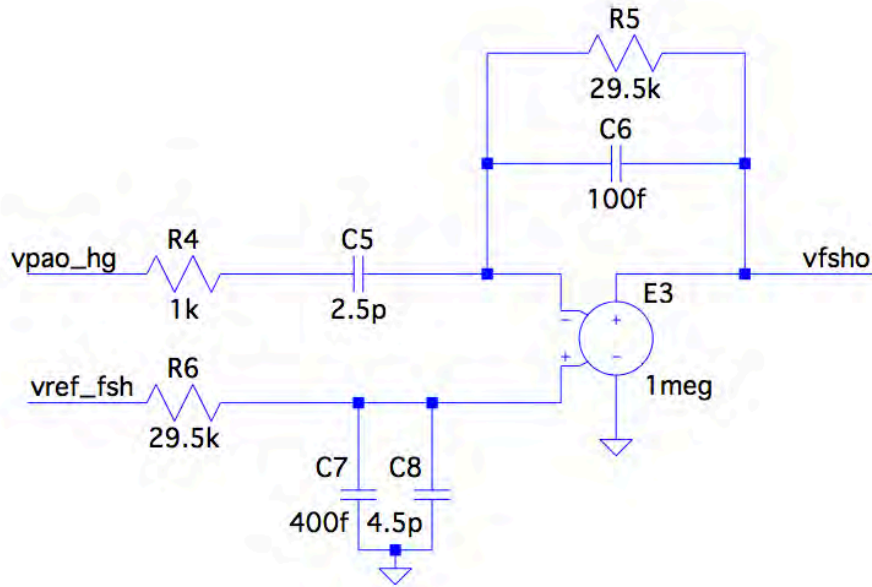 R5
29.5k
C6
100f
vpao_hg
R4
1k
C5
2.5p
vfsho
E3
1meg
vref_fsh
R6
29.5k
C7
400f
C8
4.5p